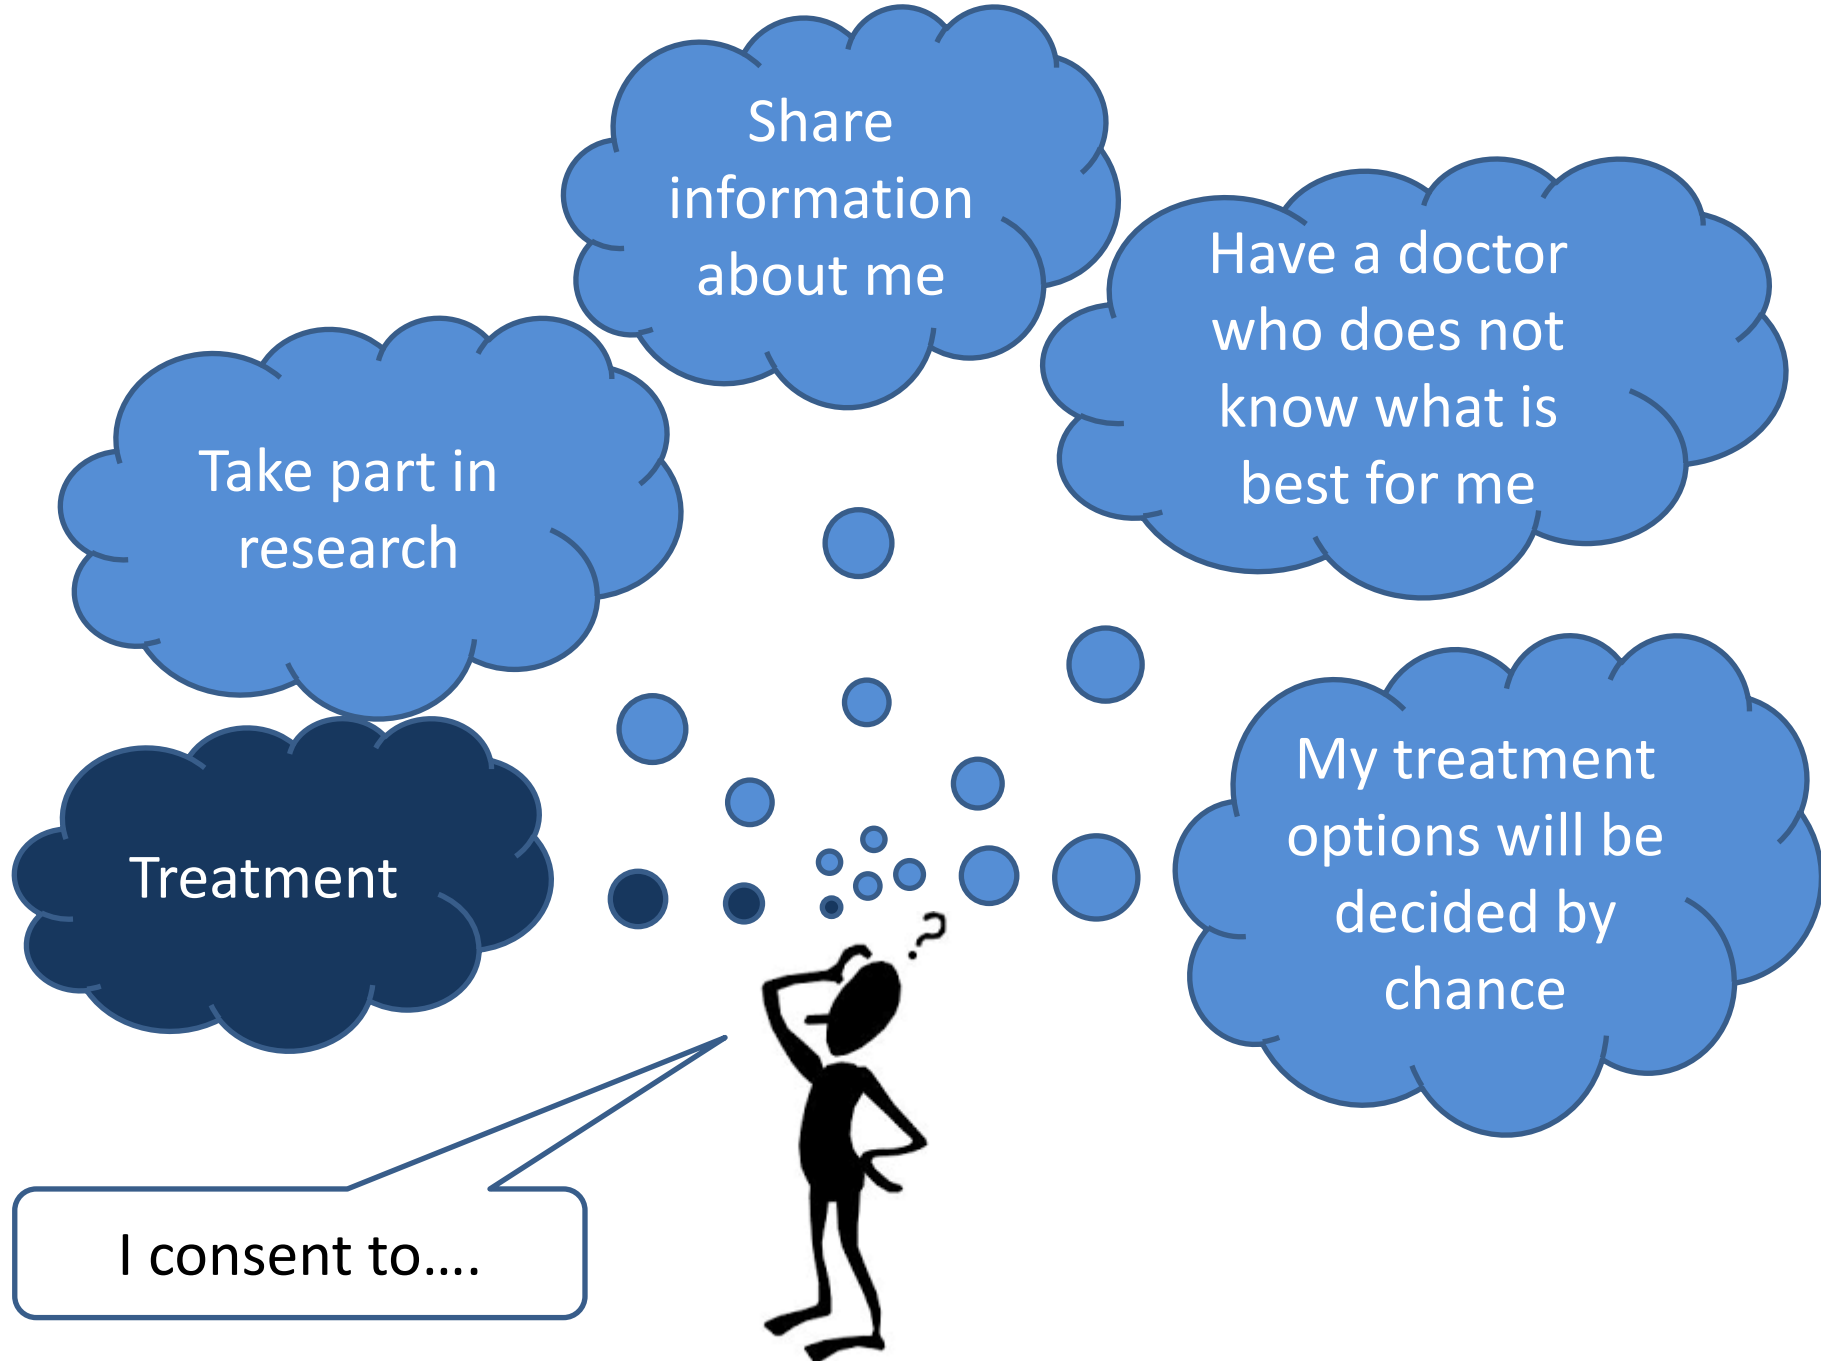 Share
information
about me
Have a doctor
who does not
know what is
best for me
Take part in
research
My treatment
options will be
decided by
chance
Treatment
?
I consent to....